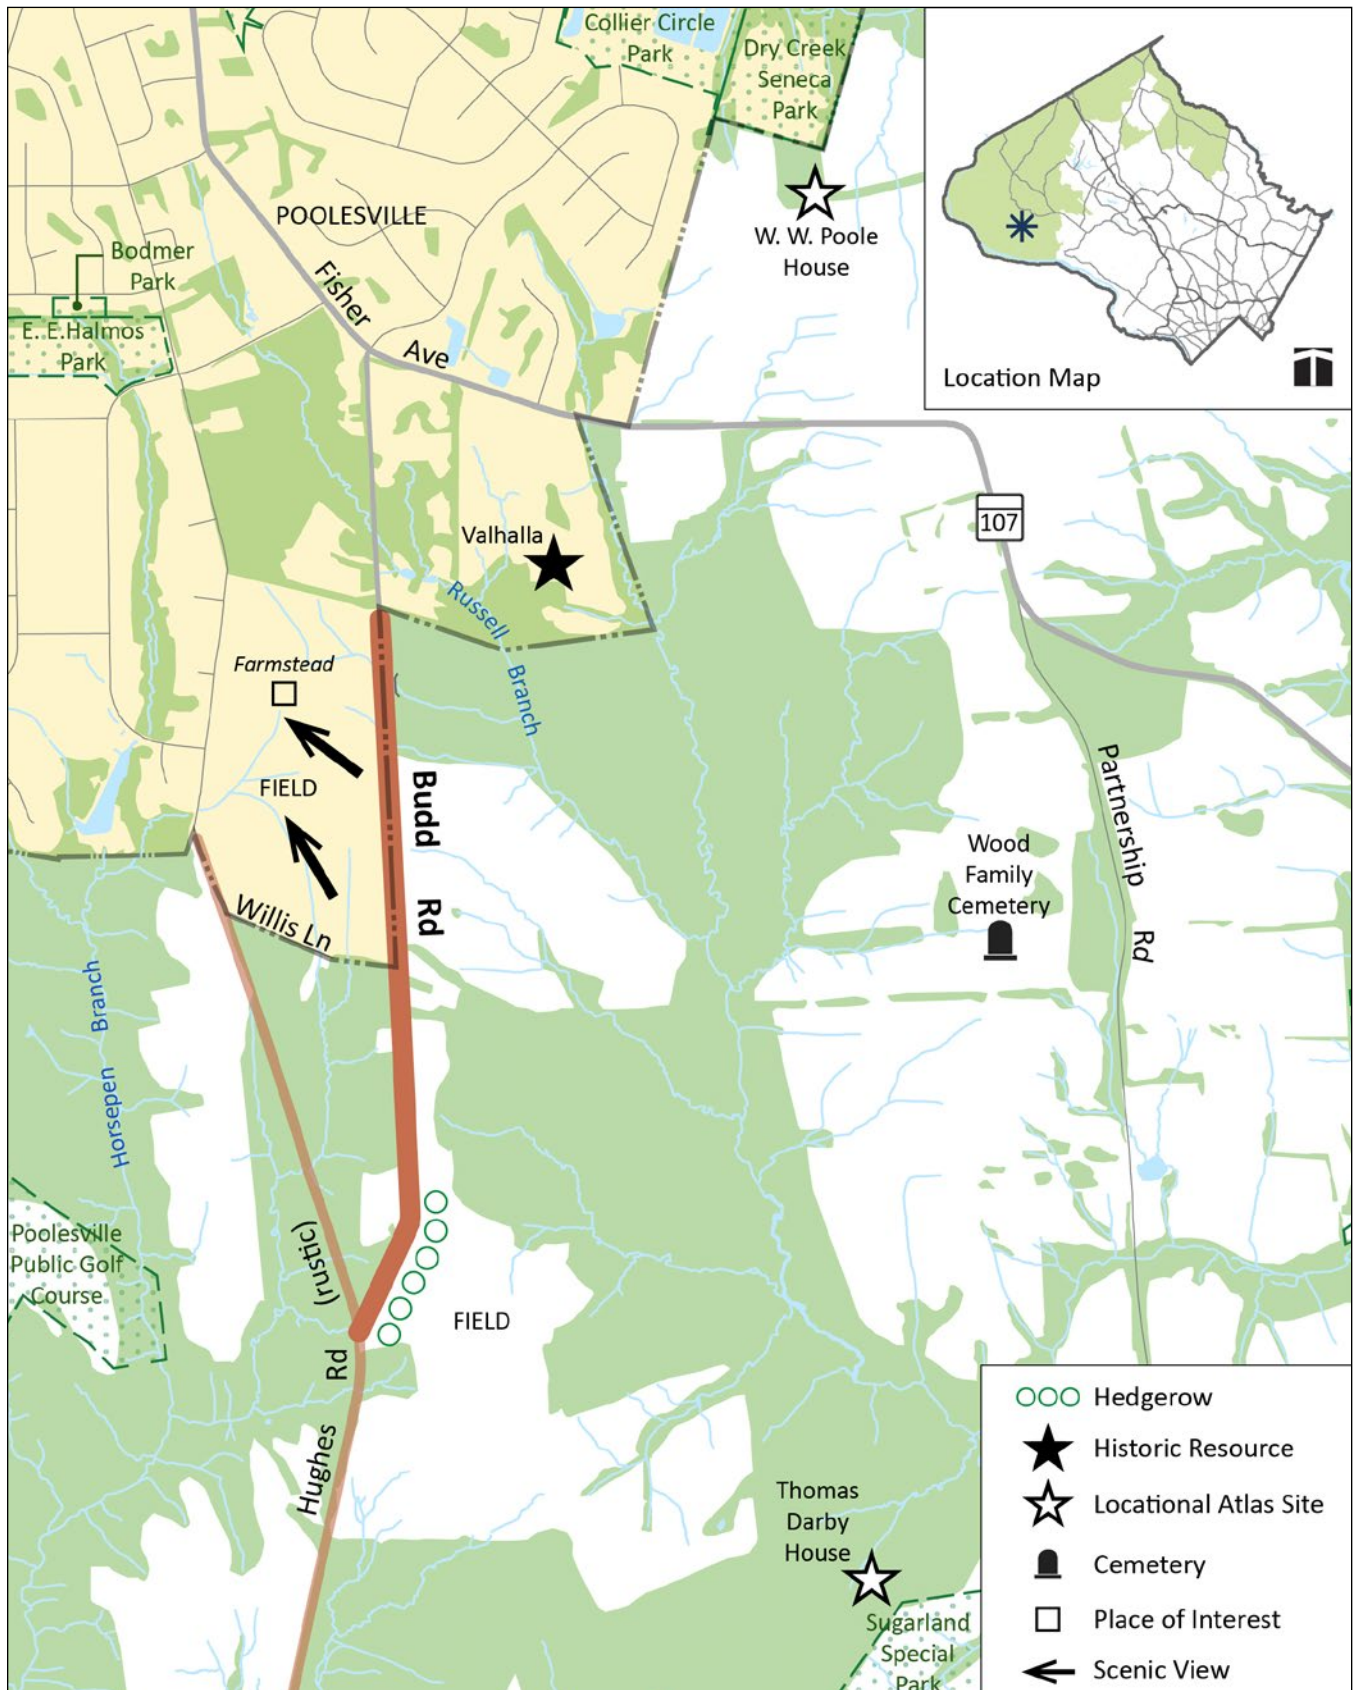 Collier Circle
Park
Dry Creek
Seneca
Park
POOLESVILLE
Bodmer
Park
W. W. Poole
House
Fisher
Ave
E. E.Halmos
Park
Location Map
107
Valhalla
Russell
Branch
Farmstead
FIELD
Budd
Rd
Partnership
Rd
Wood
Family
Cemetery
Willis Ln
Horsepen
Branch
Poolesville
Public Golf
Course
(rustic)
FIELD
Hughes
Rd
Thomas
Darby
House
Sugarland
Special
Park
Hedgerow
Historic Resource
Locational Atlas Site
Cemetery
Place of Interest
Scenic View